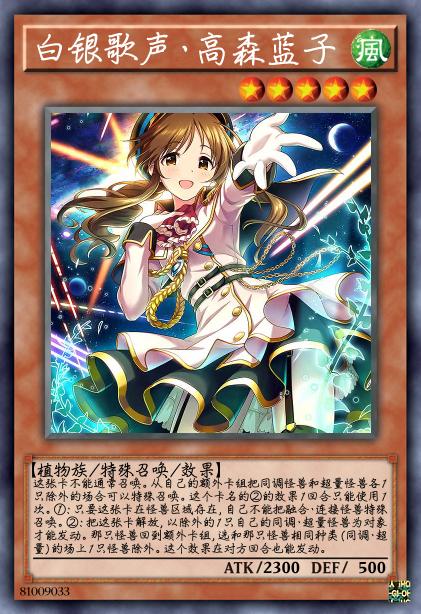 白银歌声·高森蓝子
風
【植物族/特殊召唤/效果】
这张卡不能通常召唤。从自己的额外卡组把同调怪兽和超量怪兽各1
只除外的场合可以特殊召唤。这个卡名的②的效果1回合只能使用1
次。①：只要这张卡在怪兽区域存在，自己不能把融合·连接怪兽特殊
召唤。②：把这张卡解放，以除外的1只自己的同调·超量怪兽为对象
才能发动。那只怪兽回到额外卡组，选和那只怪兽相同种类(同调·超
量)的场上1只怪兽除外。这个效果在对方回合也能发动。
ATK/2300 DEF/ 500
81009033